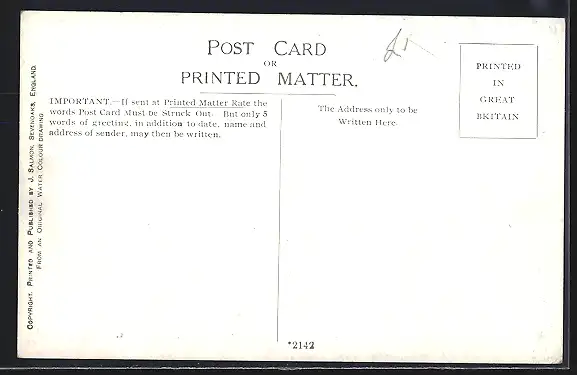 POST CARD
OR
PRINTED MATTER.
£1
PRINTED
IN
GREAT
BRITAIN
IMPORTANT.—If sent at Printed Matter Rate the
words Post Card Must be Struck Out. But only 5
words of greeting, in addition to date, name and
address of sender, may then be written.
The Address only to be
Written Here.
COPYRIGHT. PRINTED AND PUBLISHED BY J. SALMON, SEVENOAKS, ENGLAND.
FROM AN ORIGINAL WATER COLOUR DRAWING
*2142